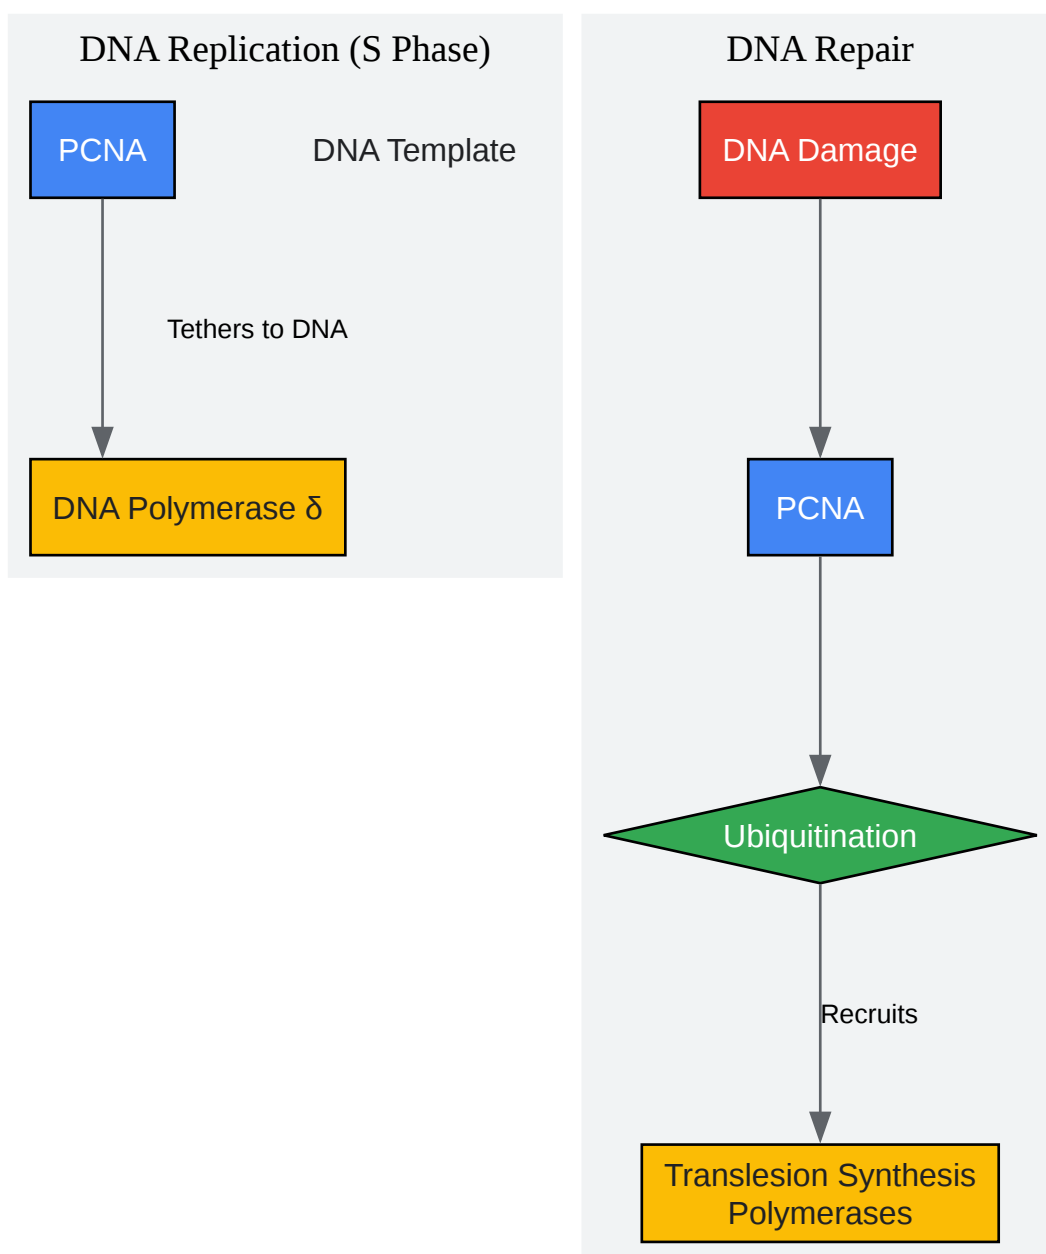 DNA Replication (S Phase)
PCNA
DNA Template
Tethers to DNA
DNA Polymerase δ
DNA Repair
DNA Damage
PCNA
Ubiquitination
Recruits
Translesion Synthesis
Polymerases